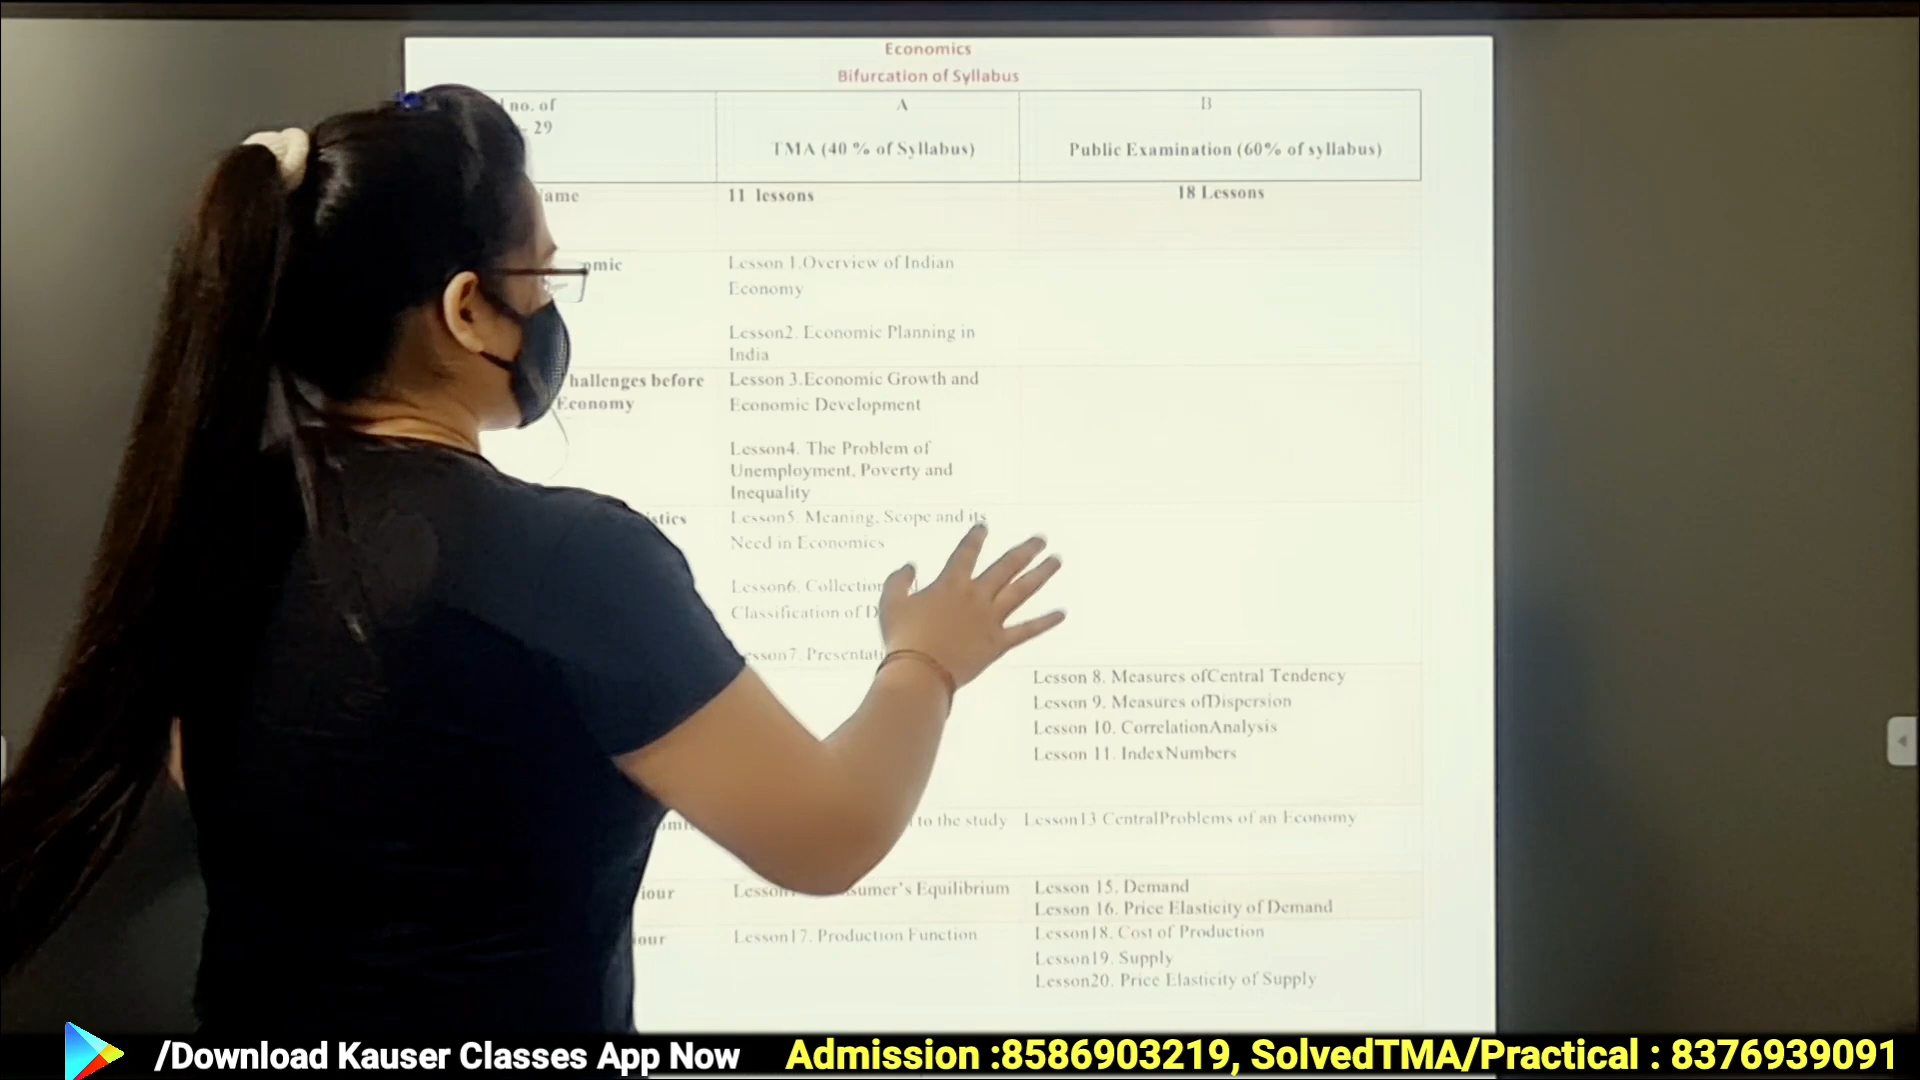 Economics
Bifurcation of Syllabus
no. of
- 29
A
B
TMA (40 % of Syllabus)
Public Examination (60% of syllabus)
ame
11 lessons
18 Lessons
omic
Lesson 1.Overview of Indian
Economy
Lesson2. Economic Planning in
India
hallenges before
Economy
Lesson 3.Economic Growth and
Economic Development
Lesson4. The Problem of
Unemployment, Poverty and
Inequality
istics
Lesson5. Meaning, Scope and its
Need in Economics
Lesson6. Collection
Classification of D
esson7. Presentati
Lesson 8. Measures ofCentral Tendency
Lesson 9. Measures ofDispersion
Lesson 10. CorrelationAnalysis
Lesson 11. IndexNumbers
to the study
Lesson13 CentralProblems of an Economy
iour
Lesson
sumer's Equilibrium
Lesson 15. Demand
Lesson 16. Price Elasticity of Demand
iour
Lesson17. Production Function
Lesson18. Cost of Production
Lesson19. Supply
Lesson20. Price Elasticity of Supply
/Download Kauser Classes App Now
Admission :8586903219, SolvedTMA/Practical : 8376939091